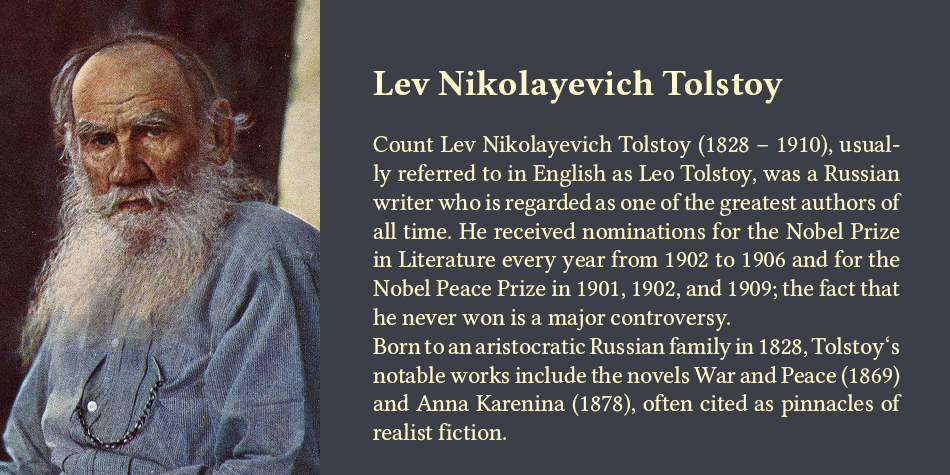 Lev Nikolayevich Tolstoy
Count Lev Nikolayevich Tolstoy (1828 – 1910), usual-
ly referred to in English as Leo Tolstoy, was a Russian
writer who is regarded as one of the greatest authors of
all time. He received nominations for the Nobel Prize
in Literature every year from 1902 to 1906 and for the
Nobel Peace Prize in 1901, 1902, and 1909; the fact that
he never won is a major controversy.
Born to an aristocratic Russian family in 1828, Tolstoy‘s
notable works include the novels War and Peace (1869)
and Anna Karenina (1878), often cited as pinnacles of
realist fiction.